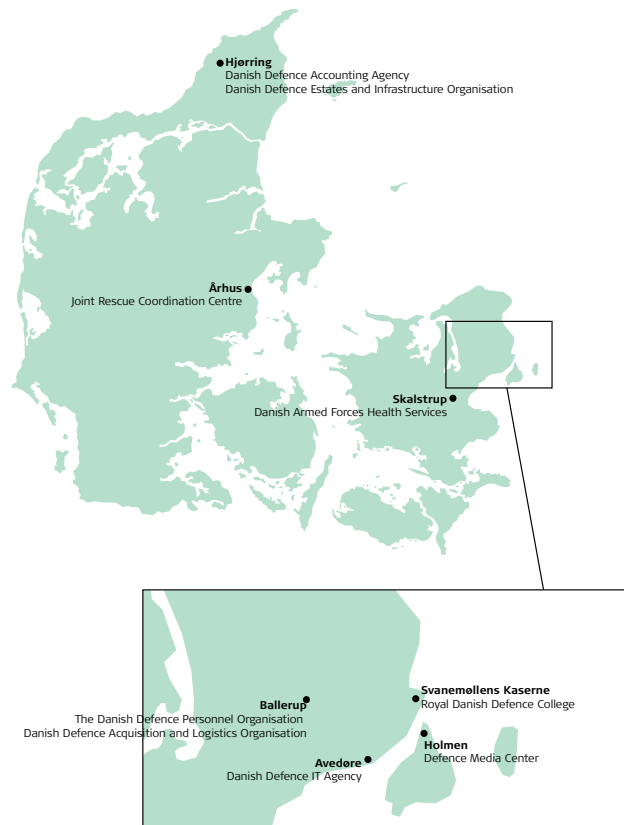 Hjørring
Danish Defence Accounting Agency
Danish Defence Estates and Infrastructure Organisation
Århus
Joint Rescue Coordination Centre
Skalstrup
Danish Armed Forces Health Services
Svanemøllens Kaserne
Royal Danish Defence College
Ballerup
The Danish Defence Personnel Organisation
Danish Defence Acquisition and Logistics Organisation
Holmen
Defence Media Center
Avedøre
Danish Defence IT Agency